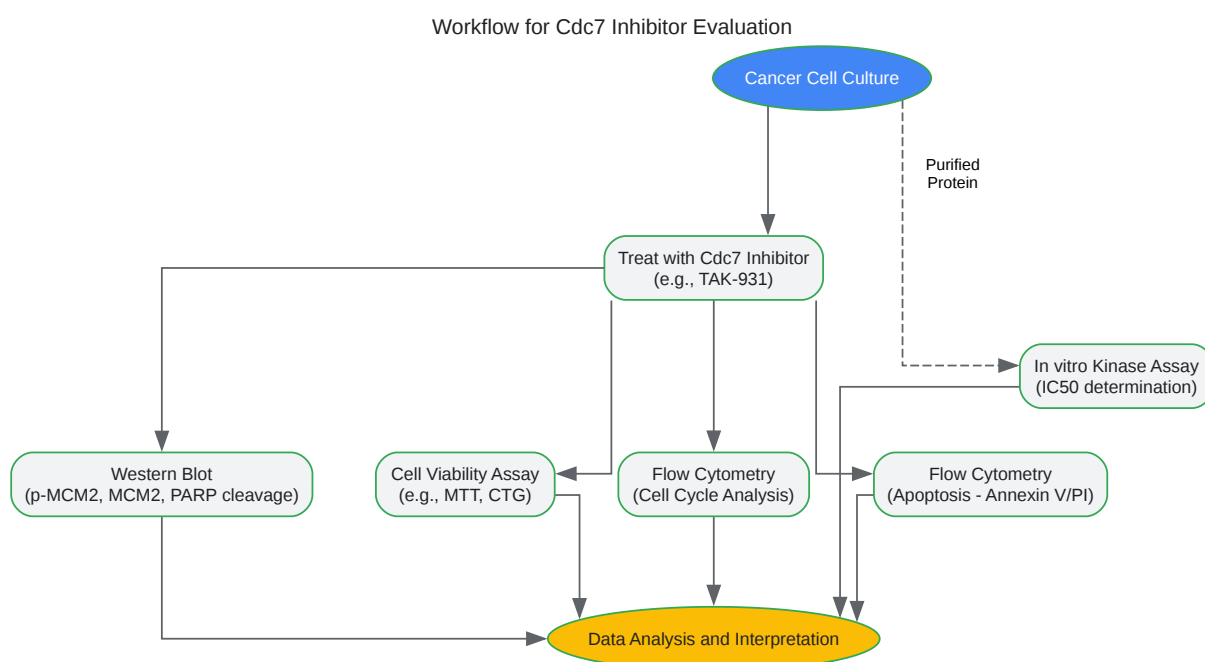 Workflow for Cdc7 Inhibitor Evaluation
Cancer Cell Culture
Purified
Protein
Treat with Cdc7 Inhibitor
(e.g., TAK-931)
In vitro Kinase Assay
(IC50 determination)
Western Blot
(p-MCM2, MCM2, PARP cleavage)
Cell Viability Assay
(e.g., MTT, CTG)
Flow Cytometry
(Cell Cycle Analysis)
Flow Cytometry
(Apoptosis - Annexin V/PI)
Data Analysis and Interpretation